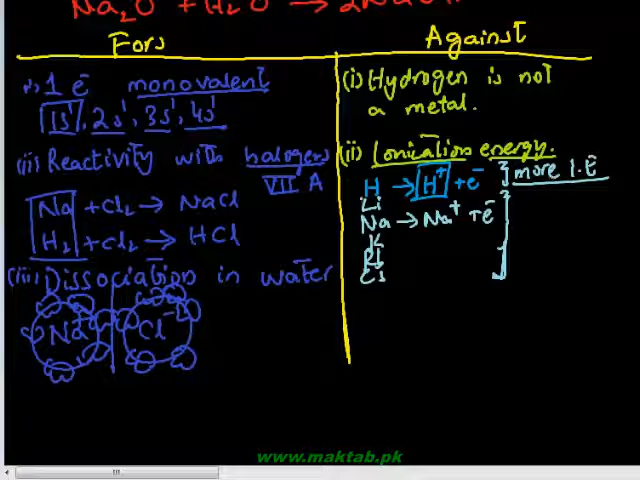 Na₂O + H₂O → 2NaOH
Fors
(i) 1 e⁻ monovalent
1s¹, 2s¹, 3s¹, 4s¹
(ii) Reactivity with halogens
VII A
Na + Cl₂ → NaCl
H₂ + Cl₂ → HCl
(iii) Dissociation in water
Na⁺ Cl⁻
Against
(i) Hydrogen is not
a metal.
(ii) Ionication energy.
H → H⁺ + e⁻ } more I.E
Li
Na → Na⁺ + e⁻
K
Rb
Cs
www.maktab.pk